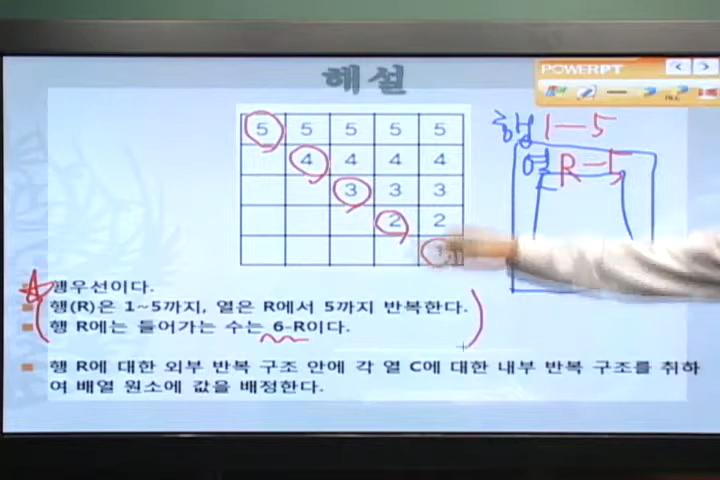 해설
POWERPT
5 5 5 5 5
4 4 4 4
3 3 3
2 2
1
행 1-5
열 R-5
행우선이다.
행(R)은 1~5까지, 열은 R에서 5까지 반복한다.
행 R에는 들어가는 수는 6-R이다.
행 R에 대한 외부 반복 구조 안에 각 열 C에 대한 내부 반복 구조를 취하
여 배열 원소에 값을 배정한다.